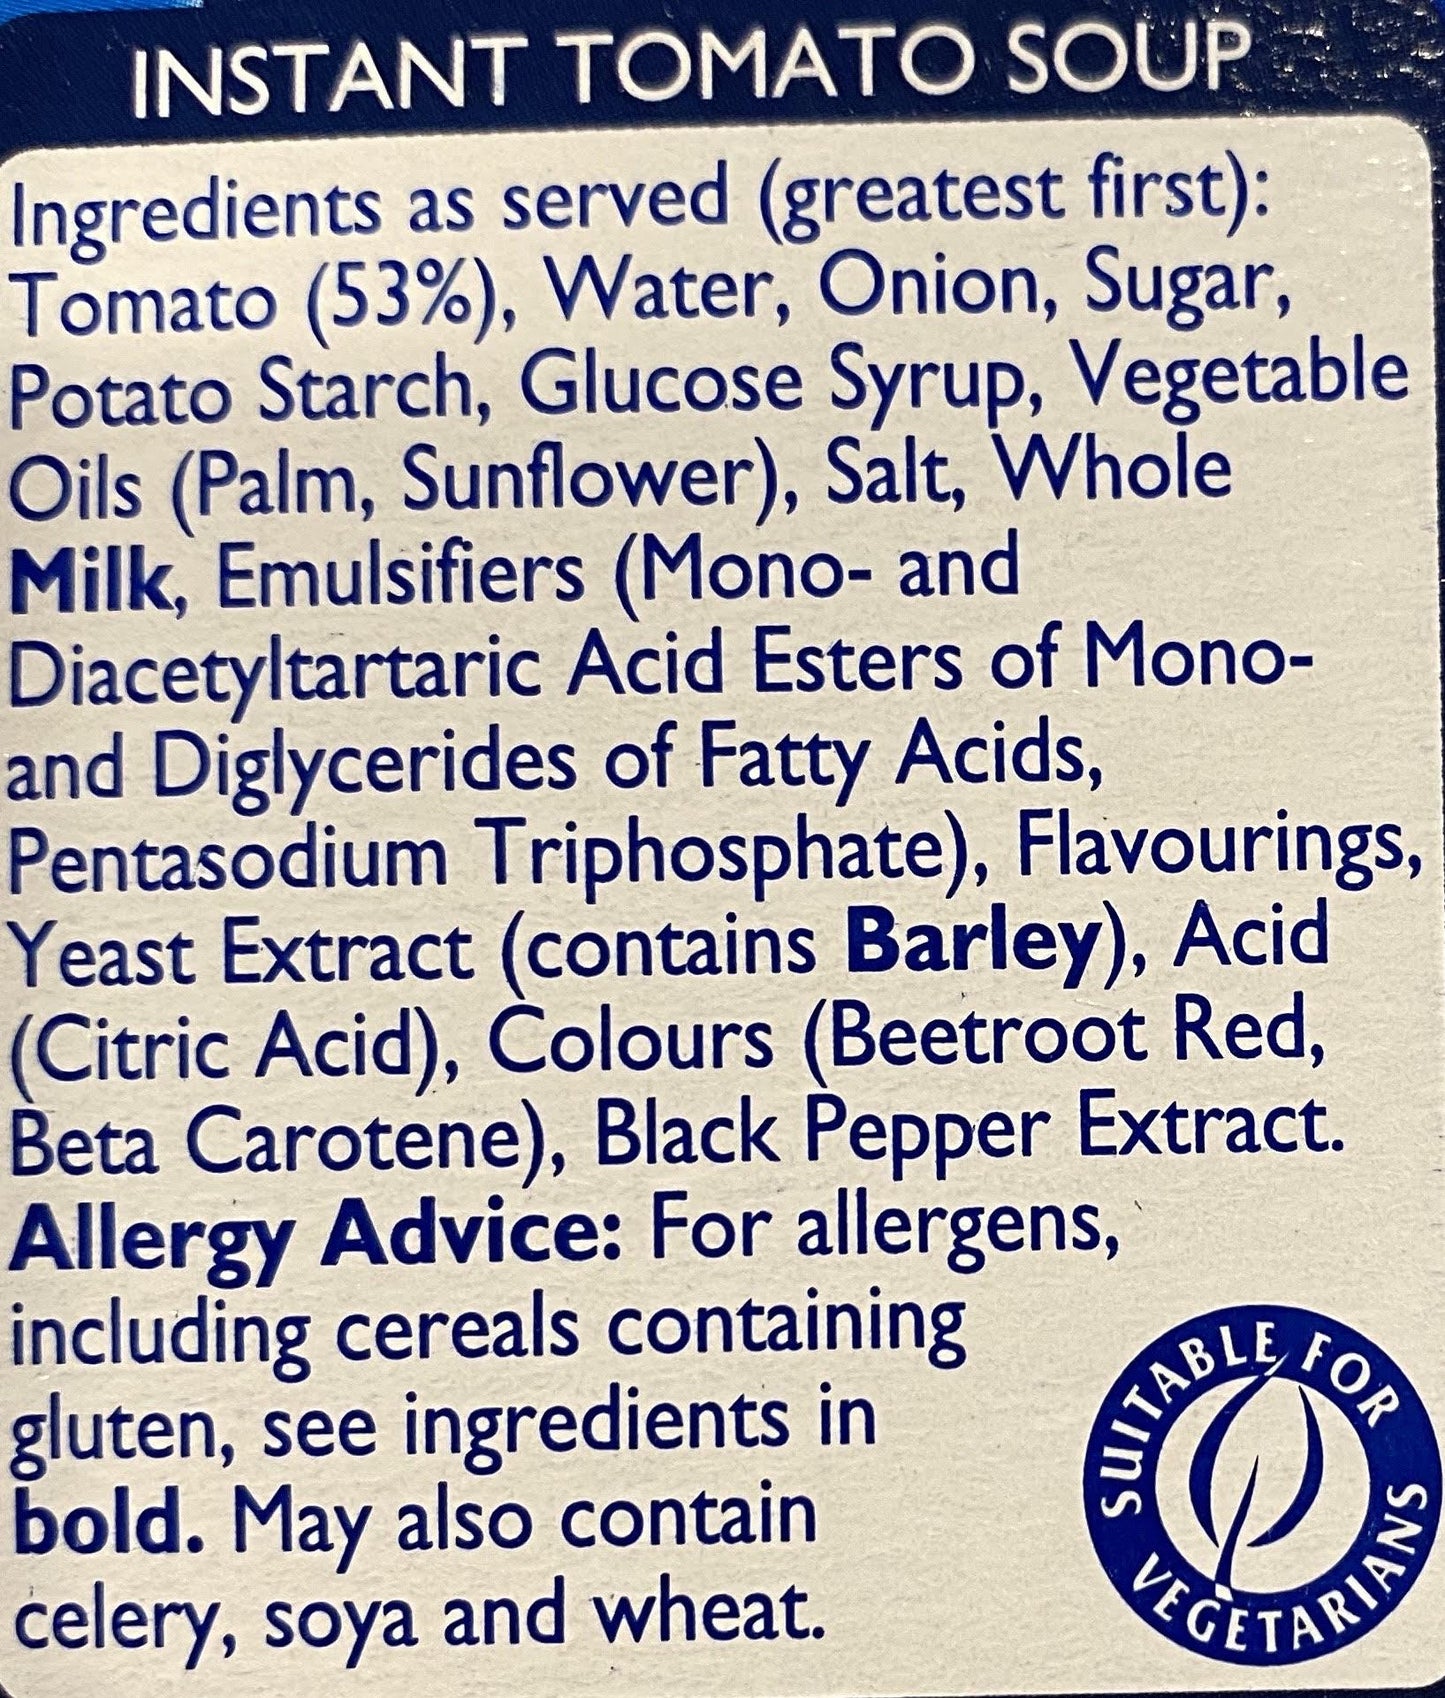 INSTANT TOMATO SOUP
Ingredients as served (greatest first):
Tomato (53%), Water, Onion, Sugar,
Potato Starch, Glucose Syrup, Vegetable
Oils (Palm, Sunflower), Salt, Whole
Milk, Emulsifiers (Mono- and
Diacetyltartaric Acid Esters of Mono-
and Diglycerides of Fatty Acids,
Pentasodium Triphosphate), Flavourings,
Yeast Extract (contains Barley), Acid
(Citric Acid), Colours (Beetroot Red,
Beta Carotene), Black Pepper Extract.
Allergy Advice: For allergens,
including cereals containing
gluten, see ingredients in
bold. May also contain
celery, soya and wheat.
SUITABLE FOR
VEGETARIANS